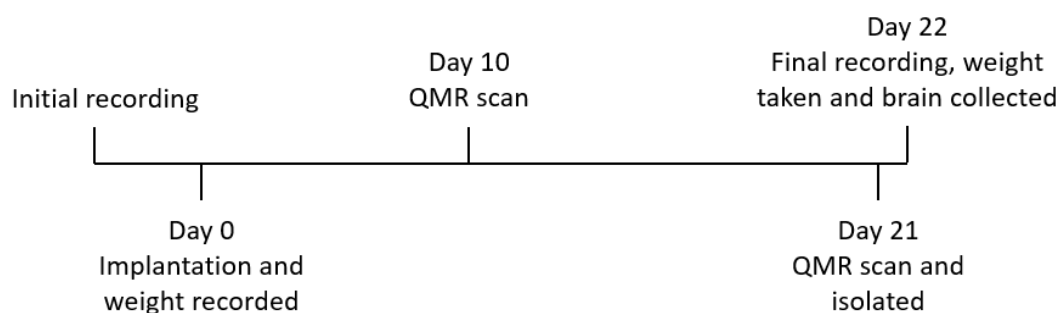 Initial recording
Day 10
QMR scan
Day 22
Final recording, weight
taken and brain collected
Day 0
Implantation and
weight recorded
Day 21
QMR scan and
isolated